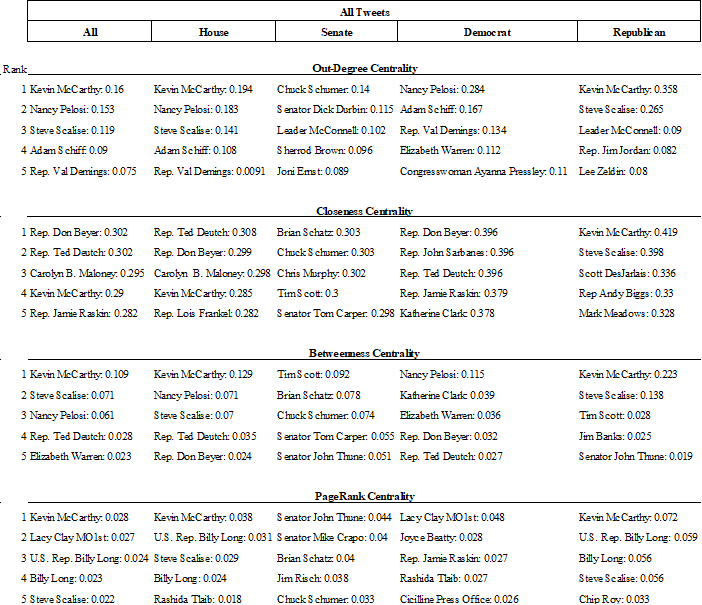 All Tweets
All House Senate Democrat Republican
Rank Out-Degree Centrality
1 Kevin McCarthy: 0.16 Kevin McCarthy: 0.194 Chuck Schumer: 0.14 Nancy Pelosi: 0.284 Kevin McCarthy: 0.358
2 Nancy Pelosi: 0.153 Nancy Pelosi: 0.183 Senator Dick Durbin: 0.115 Adam Schiff: 0.167 Steve Scalise: 0.265
3 Steve Scalise: 0.119 Steve Scalise: 0.141 Leader McConnell: 0.102 Rep. Val Demings: 0.134 Leader McConnell: 0.09
4 Adam Schiff: 0.09 Adam Schiff: 0.108 Sherrod Brown: 0.096 Elizabeth Warren: 0.112 Rep. Jim Jordan: 0.082
5 Rep. Val Demings: 0.075 Rep. Val Demings: 0.0091 Joni Ernst: 0.089 Congresswoman Ayanna Pressley: 0.11 Lee Zeldin: 0.08
Closeness Centrality
1 Rep. Don Beyer: 0.302 Rep. Ted Deutch: 0.308 Brian Schatz: 0.303 Rep. Don Beyer: 0.396 Kevin McCarthy: 0.419
2 Rep. Ted Deutch: 0.302 Rep. Don Beyer: 0.299 Chuck Schumer: 0.303 Rep. John Sarbanes: 0.396 Steve Scalise: 0.398
3 Carolyn B. Maloney: 0.295 Carolyn B. Maloney: 0.298 Chris Murphy: 0.302 Rep. Ted Deutch: 0.396 Scott DesJarlais: 0.336
4 Kevin McCarthy: 0.29 Kevin McCarthy: 0.285 Tim Scott: 0.3 Rep. Jamie Raskin: 0.379 Rep Andy Biggs: 0.33
5 Rep. Jamie Raskin: 0.282 Rep. Lois Frankel: 0.282 Senator Tom Carper: 0.298 Katherine Clark: 0.378 Mark Meadows: 0.328
Betweenness Centrality
1 Kevin McCarthy: 0.109 Kevin McCarthy: 0.129 Tim Scott: 0.092 Nancy Pelosi: 0.115 Kevin McCarthy: 0.223
2 Steve Scalise: 0.071 Nancy Pelosi: 0.071 Brian Schatz: 0.078 Katherine Clark: 0.039 Steve Scalise: 0.138
3 Nancy Pelosi: 0.061 Steve Scalise: 0.07 Chuck Schumer: 0.074 Elizabeth Warren: 0.036 Tim Scott: 0.028
4 Rep. Ted Deutch: 0.028 Rep. Ted Deutch: 0.035 Senator Tom Carper: 0.055 Rep. Don Beyer: 0.032 Jim Banks: 0.025
5 Elizabeth Warren: 0.023 Rep. Don Beyer: 0.024 Senator John Thune: 0.051 Rep. Ted Deutch: 0.027 Senator John Thune: 0.019
PageRank Centrality
1 Kevin McCarthy: 0.028 Kevin McCarthy: 0.038 Senator John Thune: 0.044 Lacy Clay MO1st: 0.048 Kevin McCarthy: 0.072
2 Lacy Clay MO1st: 0.027 U.S. Rep. Billy Long: 0.031 Senator Mike Crapo: 0.04 Joyce Beatty: 0.028 U.S. Rep. Billy Long: 0.059
3 U.S. Rep. Billy Long: 0.024 Steve Scalise: 0.029 Brian Schatz: 0.04 Rep. Jamie Raskin: 0.027 Billy Long: 0.056
4 Billy Long: 0.023 Billy Long: 0.024 Jim Risch: 0.038 Rashida Tlaib: 0.027 Steve Scalise: 0.056
5 Steve Scalise: 0.022 Rashida Taib: 0.018 Chuck Schumer: 0.033 Cicilline Press Office: 0.026 Chip Roy: 0.033